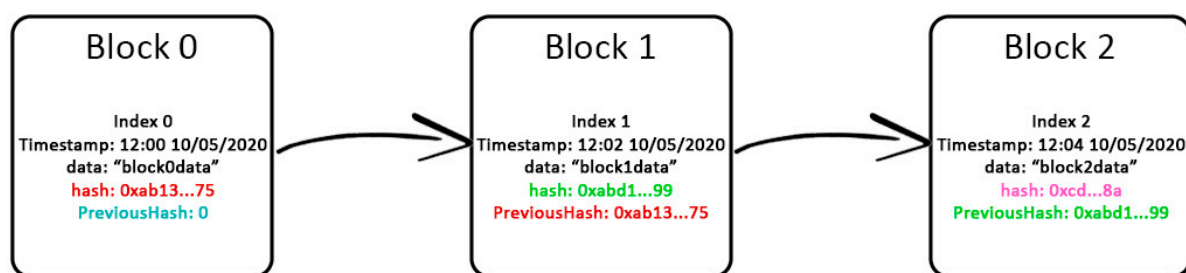 Block 0
Index 0
Timestamp: 12:00 10/05/2020
data: “block0data”
hash: 0xab13...75
PreviousHash: 0
Block 1
Index 1
Timestamp: 12:02 10/05/2020
data: “block1data”
hash: 0xabd1...99
PreviousHash: 0xab13...75
Block 2
Index 2
Timestamp: 12:04 10/05/2020
data: “block2data”
hash: 0xcd...8a
PreviousHash: 0xabd1...99